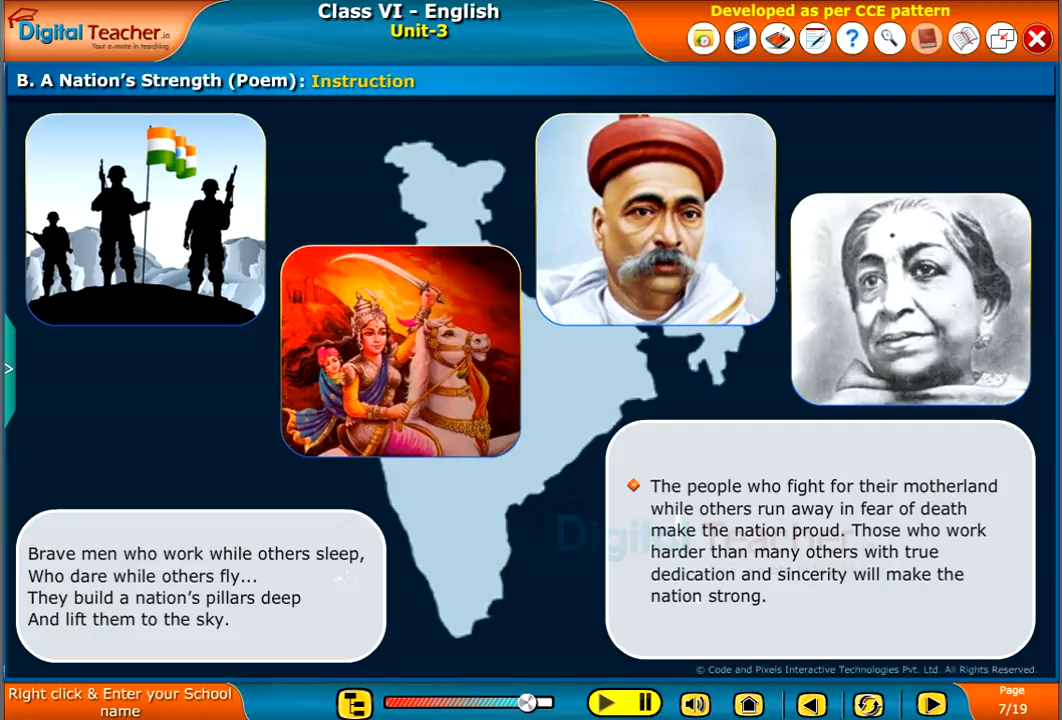 Digital Teacher.in
Your e-mate in teaching
Class VI - English
Unit-3
Developed as per CCE pattern
iRef
?
B. A Nation's Strength (Poem): Instruction
>
Brave men who work while others sleep,
Who dare while others fly...
They build a nation's pillars deep
And lift them to the sky.
The people who fight for their motherland
while others run away in fear of death
make the nation proud. Those who work
harder than many others with true
dedication and sincerity will make the
nation strong.
Digital Teacher
© Code and Pixels Interactive Technologies Pvt. Ltd. All Rights Reserved.
Right click & Enter your School
name
Page
7/19